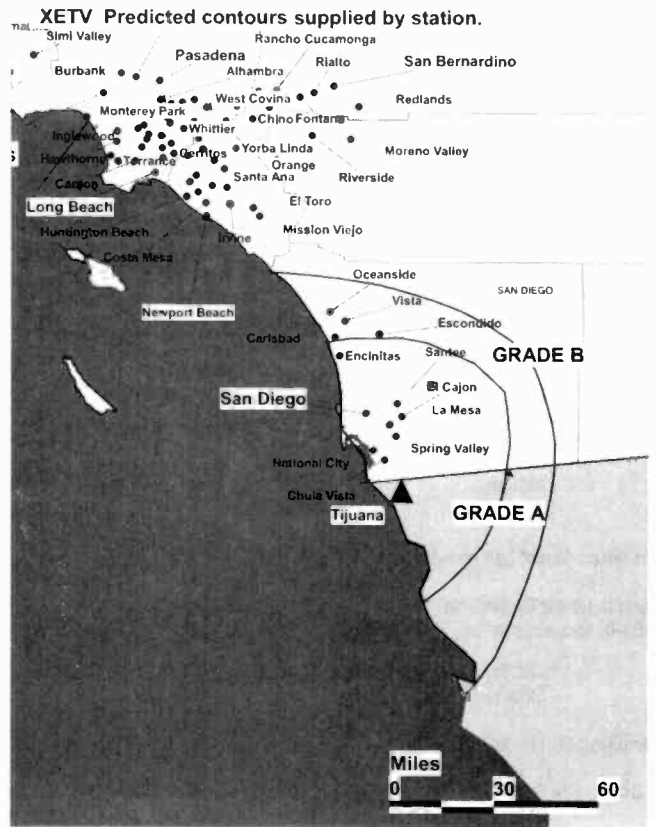 XETV Predicted contours supplied by station.
Simi Valley
Rancho Cucamonga
Pasadena
Rialto
San Bernardino
Burbank
Alhambra
West Covina
Redlands
Monterey Park
Chino Fontana
Inglewood
Whittier
Hawthorne
Torrance
Cerritos
Yorba Linda
Moreno Valley
Orange
Carson
Santa Ana
Riverside
Long Beach
El Toro
Huntington Beach
Irvine
Mission Viejo
Costa Mesa
Oceanside
Vista
SAN DIEGO
Newport Beach
Escondido
Carlsbad
Encinitas
Santee
GRADE B
Cajon
San Diego
La Mesa
Spring Valley
National City
Chula Vista
Tijuana
GRADE A
Miles
0 30 60